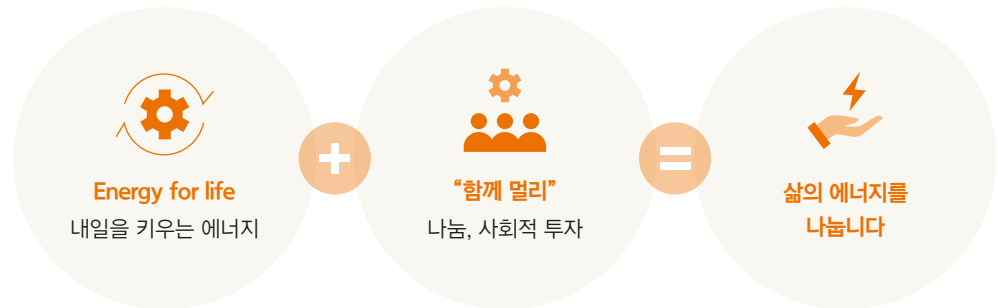 Energy for life
내일을 키우는 에너지
“함께 멀리”
나눔, 사회적 투자
삶의 에너지를
나눕니다